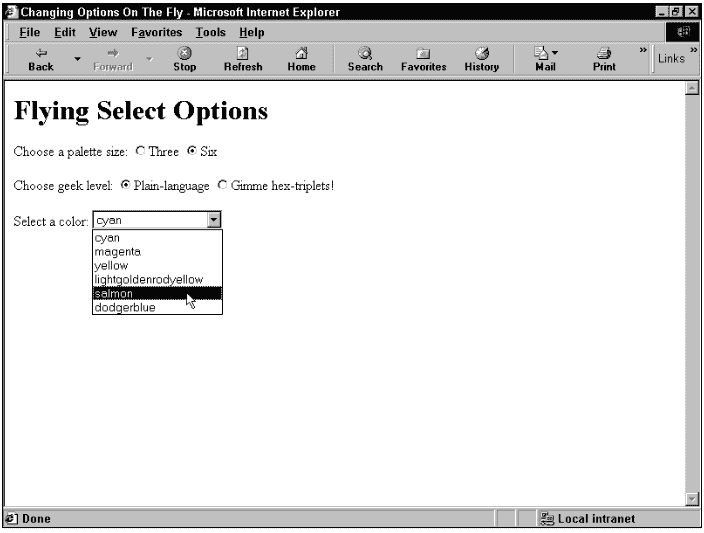 Changing Options On The Fly - Microsoft Internet Explorer
File Edit View Favorites Tools Help
Back Forward Stop Refresh Home Search Favorites History Mail Print » Links »
Flying Select Options
Choose a palette size: Three Six
Choose geek level: Plain-language Gimme hex-triplets!
Select a color: cyan
cyan
magenta
yellow
lightgoldenrodyellow
salmon
dodgerblue
Done Local intranet